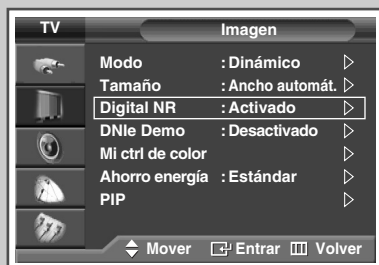 TV Imagen
Modo : Dinámico
Tamaño : Ancho automát.
Digital NR : Activado
DNIe Demo : Desactivado
Mi ctrl de color
Ahorro energía : Estándar
PIP
Mover Entrar Volver